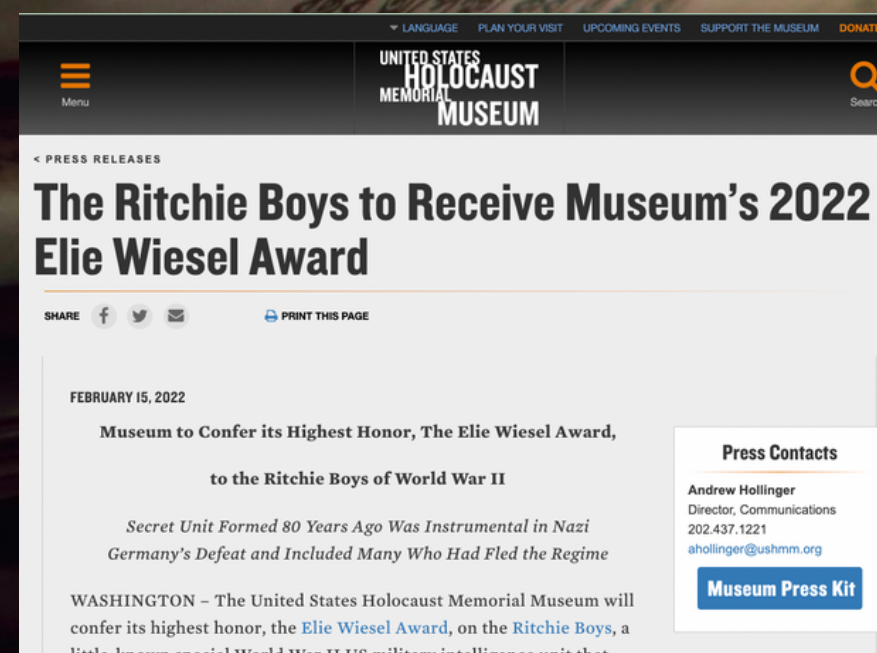 LANGUAGE PLAN YOUR VISIT UPCOMING EVENTS SUPPORT THE MUSEUM
UNITED STATES
HOLOCAUST
MEMORIAL
MUSEUM
Menu
< PRESS RELEASES
The Ritchie Boys to Receive Museum’s 2022
Elie Wiesel Award
SHARE PRINT THIS PAGE
FEBRUARY 15, 2022
Museum to Confer its Highest Honor, The Elie Wiesel Award,
to the Ritchie Boys of World War II
Secret Unit Formed 80 Years Ago Was Instrumental in Nazi
Germany’s Defeat and Included Many Who Had Fled the Regime
WASHINGTON – The United States Holocaust Memorial Museum will
confer its highest honor, the Elie Wiesel Award, on the Ritchie Boys, a
Press Contacts
Andrew Hollinger
Director, Communications
202.437.1221
ahollinger@ushmm.org
Museum Press Kit